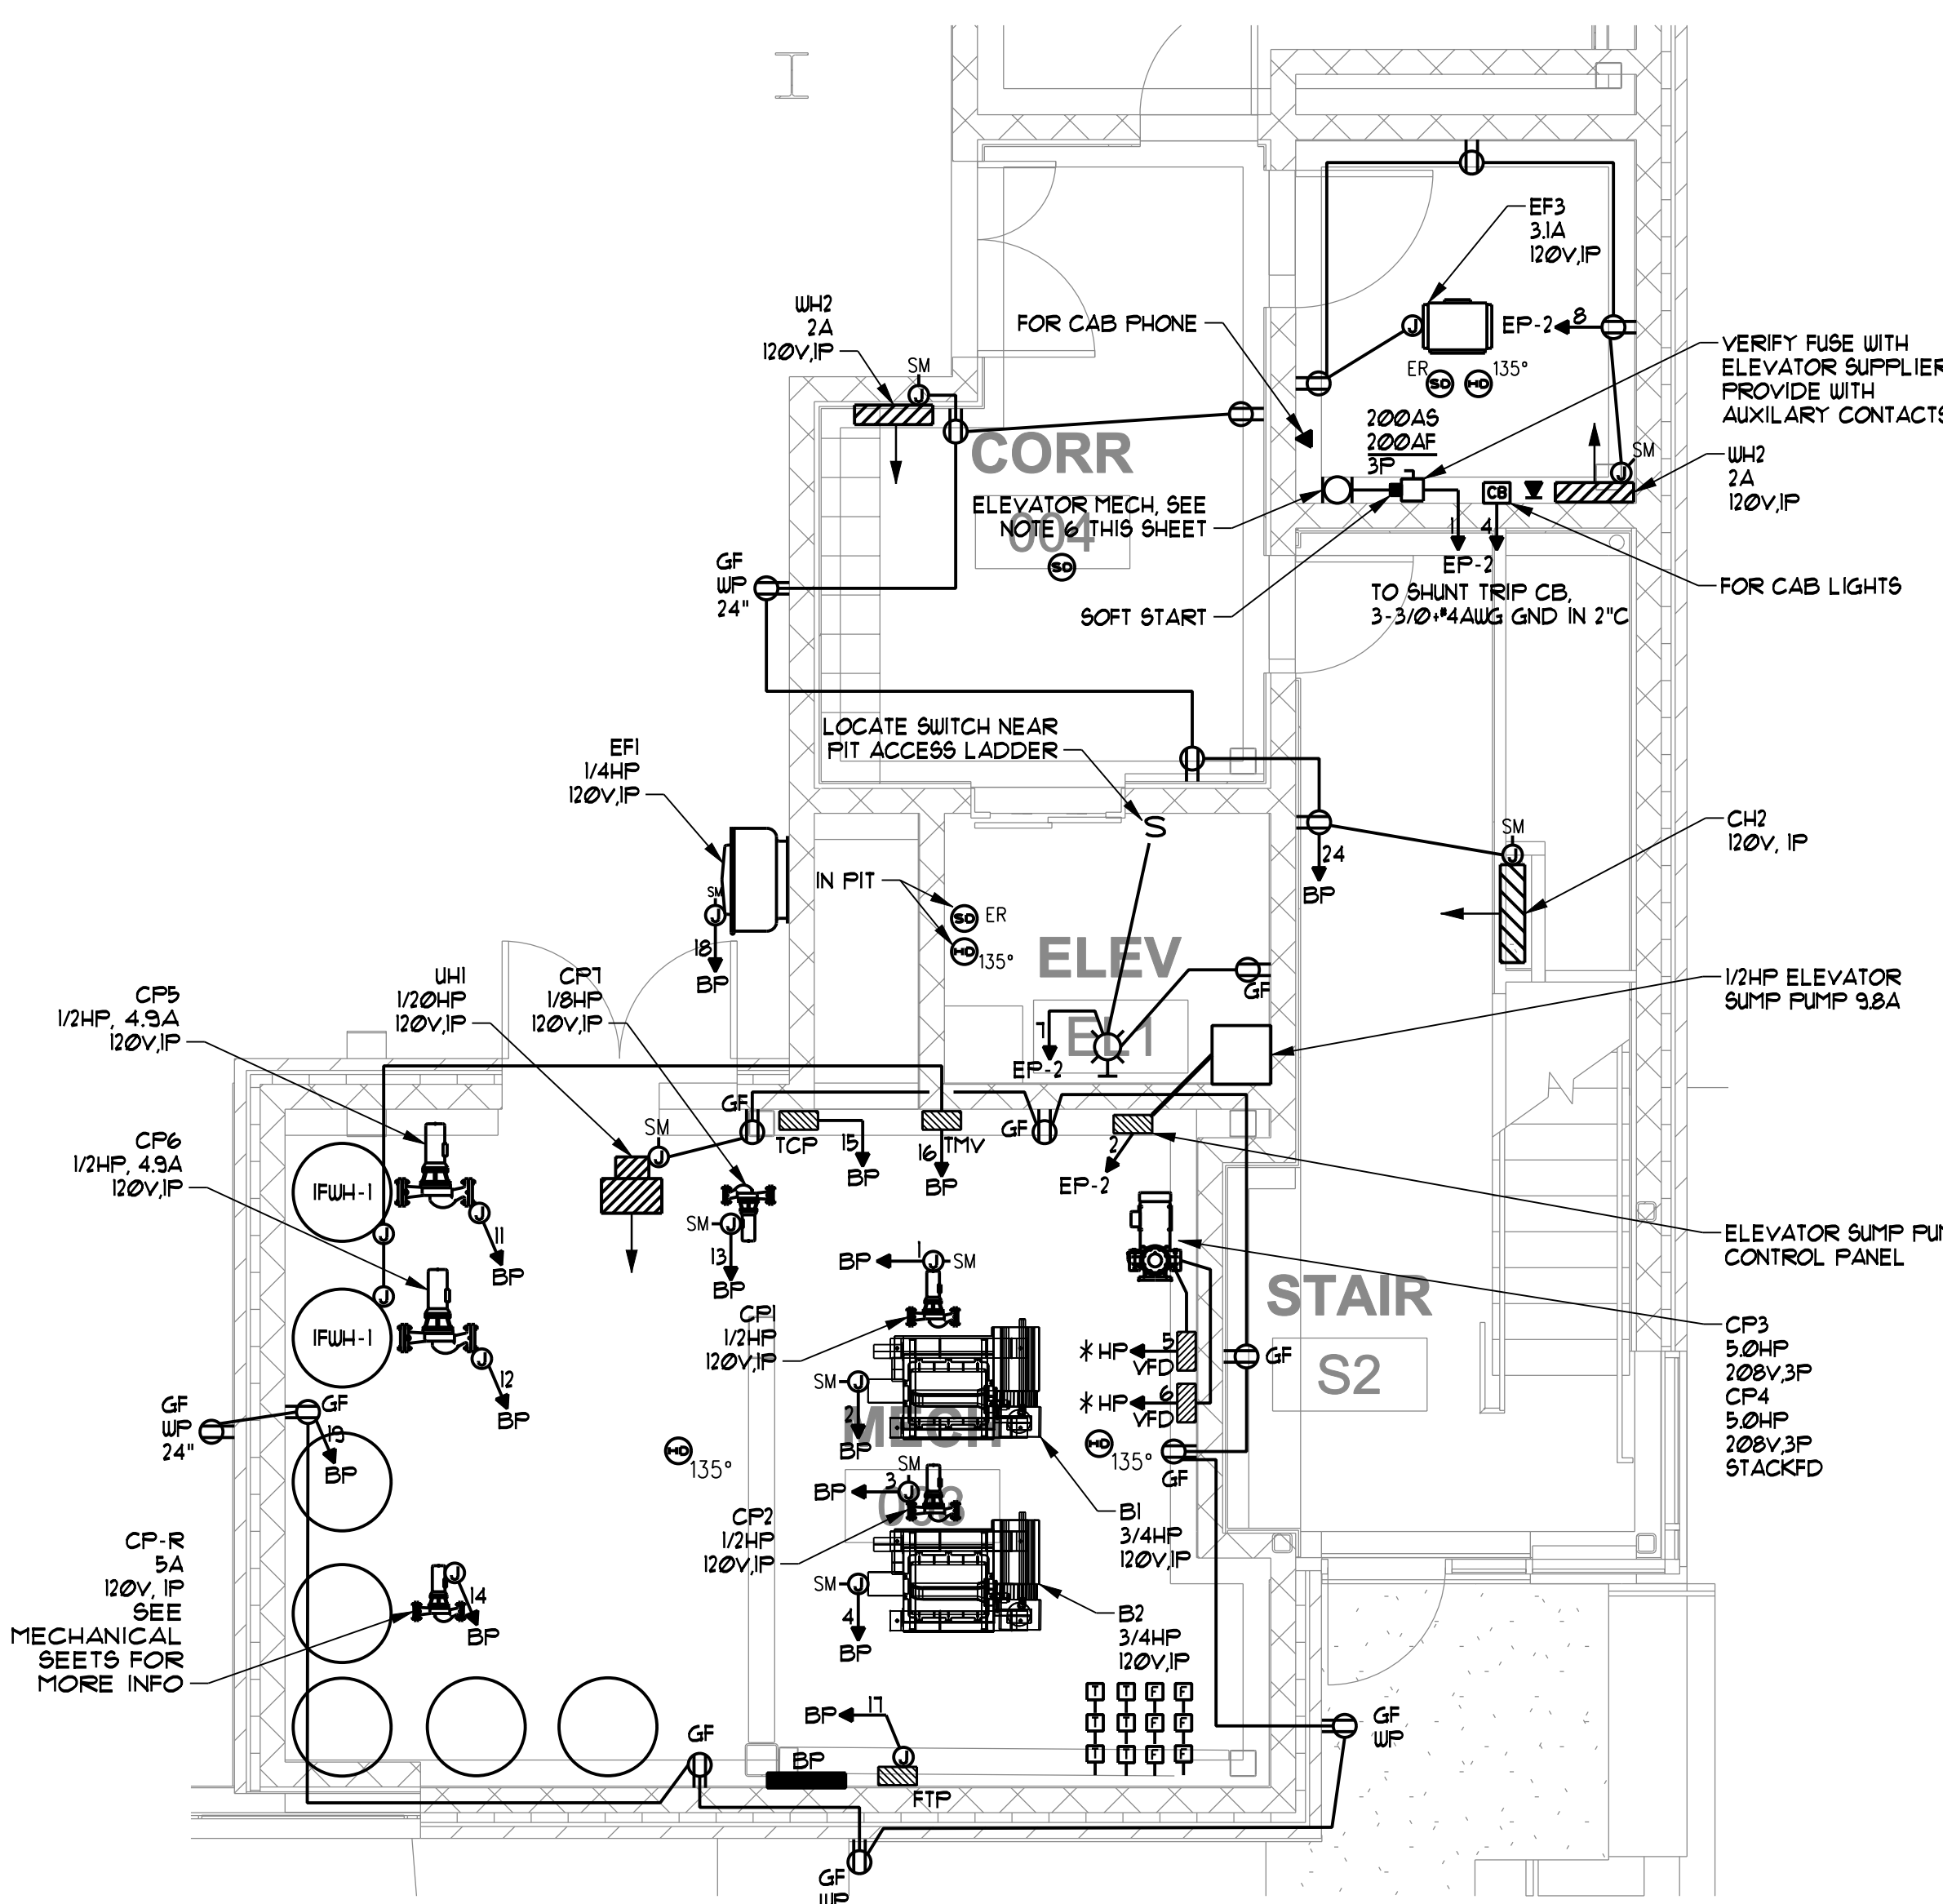 EF3
3.1A
120V,1P
WH2
2A
120V,1P
FOR CAB PHONE
EP-2
8
VERIFY FUSE WITH
ELEVATOR SUPPLIER
PROVIDE WITH
AUXILARY CONTACTS
SM
ER
SD
HD
135°
J
200AS
200AF
3P
SM
J
WH2
2A
120V,1P
CORR
ELEVATOR MECH, SEE
NOTE 6 THIS SHEET
004
SD
CB
1
4
EP-2
GF
WP
24"
SOFT START
TO SHUNT TRIP CB,
3-3/0+#4AWG GND IN 2"C
FOR CAB LIGHTS
LOCATE SWITCH NEAR
PIT ACCESS LADDER
EF1
1/4HP
120V,1P
S
SM
J
CH2
120V, 1P
24
BP
IN PIT
SD
ER
HD
135°
SM
J
18
BP
ELEV
GF
EL1
7
EP-2
1/2HP ELEVATOR
SUMP PUMP 9.8A
CP5
1/2HP, 4.9A
120V,1P
UH1
1/20HP
120V,1P
CP7
1/8HP
120V,1P
CP6
1/2HP, 4.9A
120V,1P
GF
SM
J
TCP
15
BP
TMV
16
BP
GF
2
EP-2
IFWH-1
J
11
BP
J
SM
J
13
BP
BP
1
J
SM
ELEVATOR SUMP PUM
CONTROL PANEL
IFWH-1
J
J
12
BP
CP1
1/2HP
120V,1P
STAIR
S2
*HP
5
VFD
*HP
6
VFD
GF
CP3
5.0HP
208V,3P
CP4
5.0HP
208V,3P
STACKFD
SM
J
2
BP
MECH
003
GF
WP
24"
GF
19
BP
HD
135°
HD
135°
GF
SM
BP
3
J
CP2
1/2HP
120V,1P
B1
3/4HP
120V,1P
CP-R
5A
120V, 1P
SEE
MECHANICAL
SEETS FOR
MORE INFO
J
14
BP
SM
J
4
BP
B2
3/4HP
120V,1P
T T F F
T T F F
T T F F
BP
17
J
GF
BP
FTP
GF
WP
GF
WP